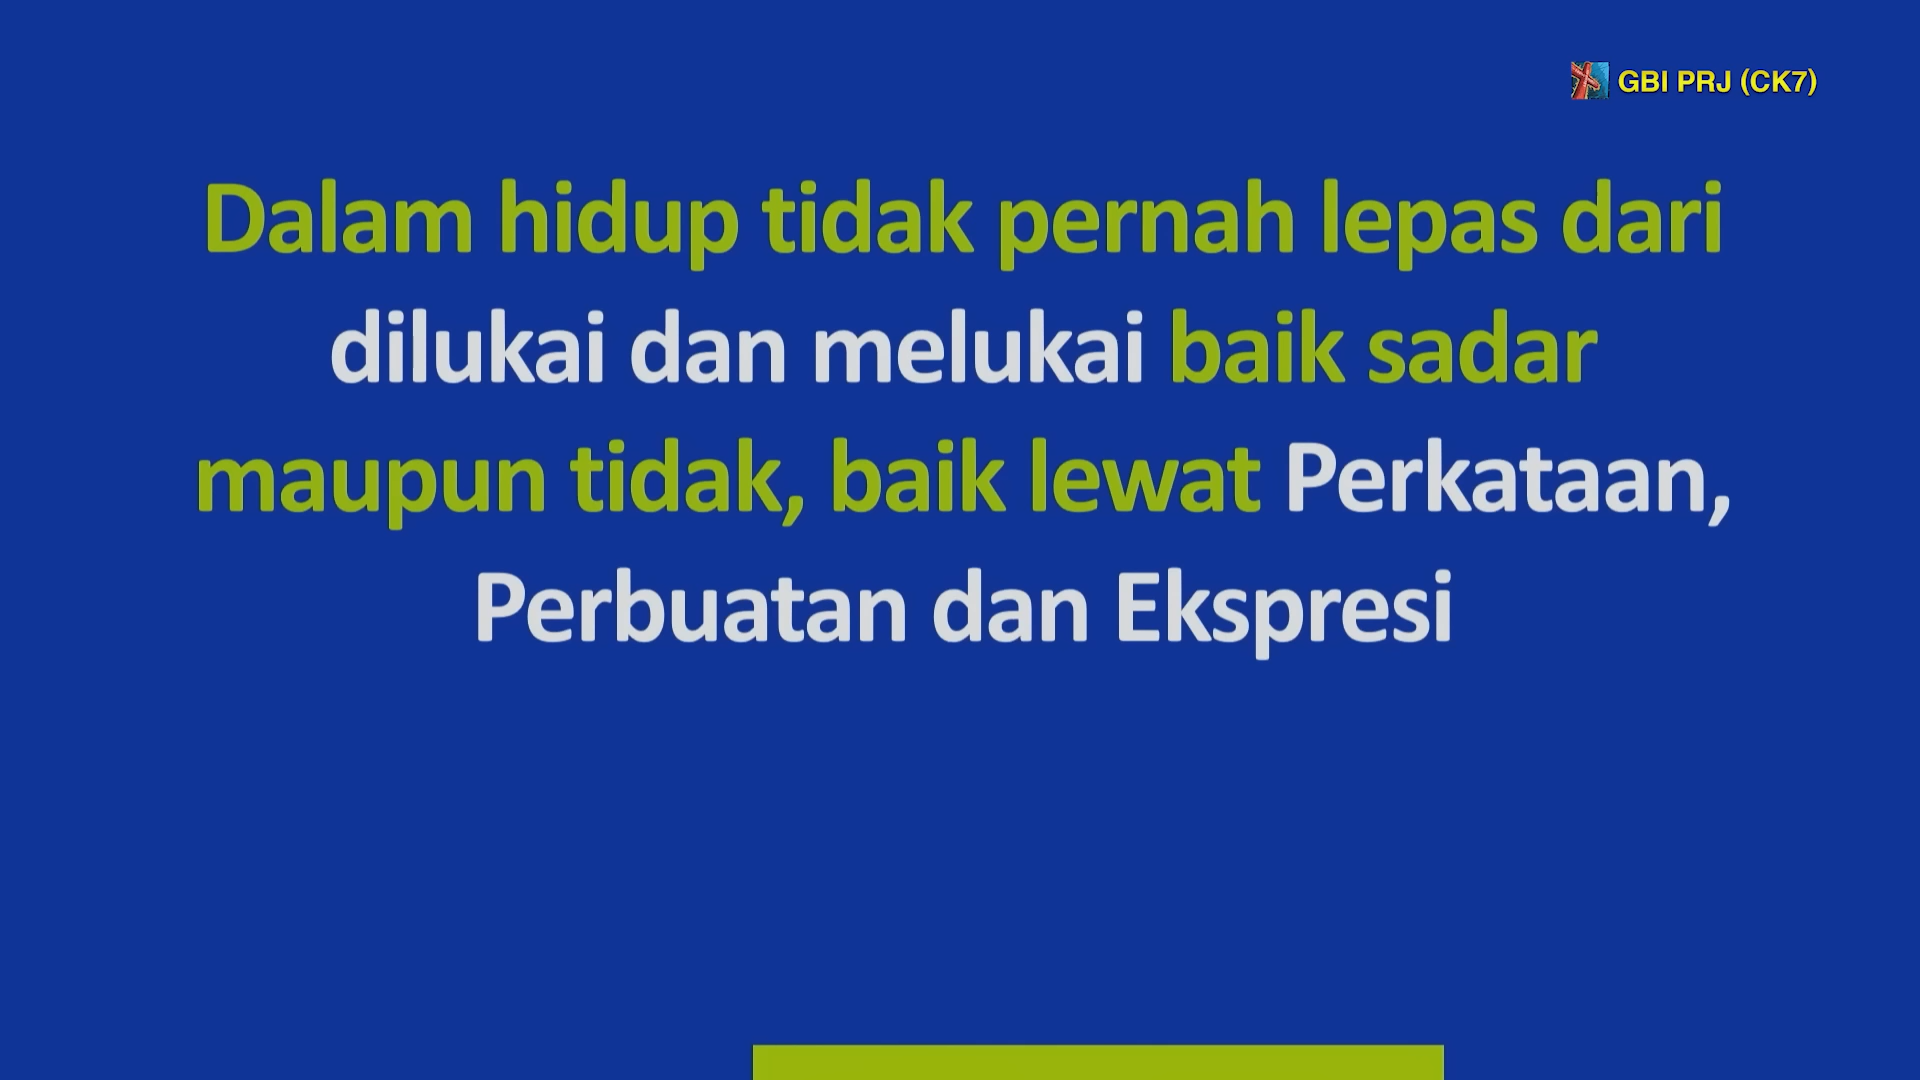 GBI PRJ (CK7)
Dalam hidup tidak pernah lepas dari
dilukai dan melukai baik sadar
maupun tidak, baik lewat Perkataan,
Perbuatan dan Ekspresi